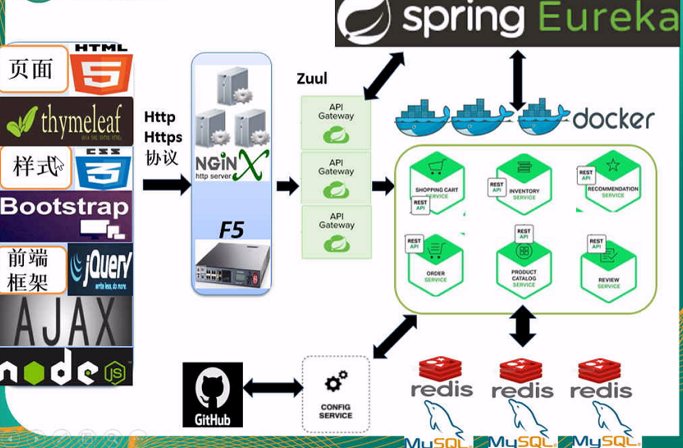 spring Eureka
HTML
5
页面
thymeleaf
样式
CSS
3
Bootstrap
前端
框架
jQuery
write less, do more.
AJAX
node
JS
Http
Https
协议
NGINX
http server
F5
Zuul
API
Gateway
API
Gateway
API
Gateway
docker
SHOPPING CART
SERVICE
REST
API
INVENTORY
SERVICE
REST
API
RECOMMENDATION
SERVICE
REST
API
ORDER
SERVICE
REST
API
PRODUCT
CATALOG
SERVICE
REST
API
REVIEW
SERVICE
REST
API
GitHub
CONFIG
SERVICE
redis
redis
redis
MySQL
MySQL
MySQL